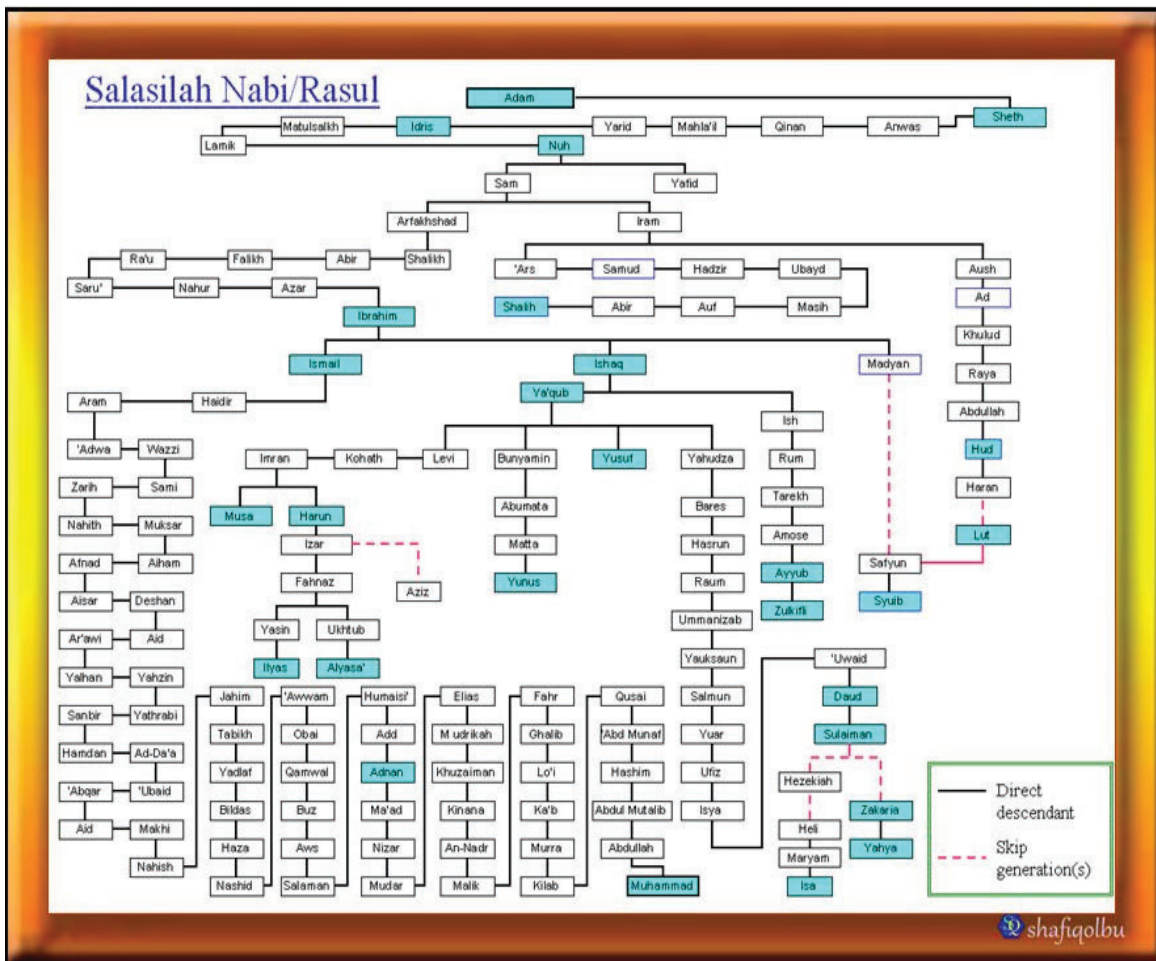 Salasilah Nabi/Rasul
Adam
Sheth
Matulsalkh
Idris
Yarid
Mahla'il
Qinan
Anwas
Lamik
Nuh
Sam
Yafid
Arfakhshad
Iram
Ra'u
Falikh
Abir
Shalikh
'Ars
Samud
Hadzir
Ubayd
Aush
Saru'
Nahur
Azar
Shalih
Abir
Auf
Masih
Ad
Ibrahim
Khulud
Ismail
Ishaq
Madyan
Raya
Aram
Haidir
Ya'qub
Abdullah
Ish
'Adwa
Wazzi
Imran
Kohath
Levi
Bunyamin
Yusuf
Yahudza
Rum
Hud
Zarih
Sami
Tarekh
Haran
Musa
Harun
Abumata
Bares
Nahith
Muksar
Izar
Matta
Hasrun
Amose
Lut
Afnad
Aiham
Fahnaz
Aziz
Yunus
Raum
Ayyub
Safyun
Aisar
Deshan
Zulkifli
Syuib
Yasin
Ukhtub
Ummanizab
Ar'awi
Aid
Ilyas
Alyasa'
Yauksaun
'Uwaid
Yalhan
Yahzin
Jahim
'Awwam
Humaisi'
Elias
Fahr
Qusai
Salmun
Daud
Sanbir
Yathrabi
Tabikh
Obai
Add
Mudrikah
Ghalib
'Abd Munaf
Yuar
Sulaiman
Hamdan
Ad-Da'a
Yadlaf
Qamwal
Adnan
Khuzaiman
Lo'i
Hashim
Ufiz
Hezekiah
'Abqar
'Ubaid
Bildas
Buz
Ma'ad
Kinana
Ka'b
Abdul Mutalib
Isya
Zakaria
Aid
Makhi
Haza
Aws
Nizar
An-Nadr
Murra
Abdullah
Heli
Yahya
Nahish
Nashid
Salaman
Mudar
Malik
Kilab
Muhammad
Maryam
Isa
Direct
descendant
Skip
generation(s)
SQ shafiqolbu